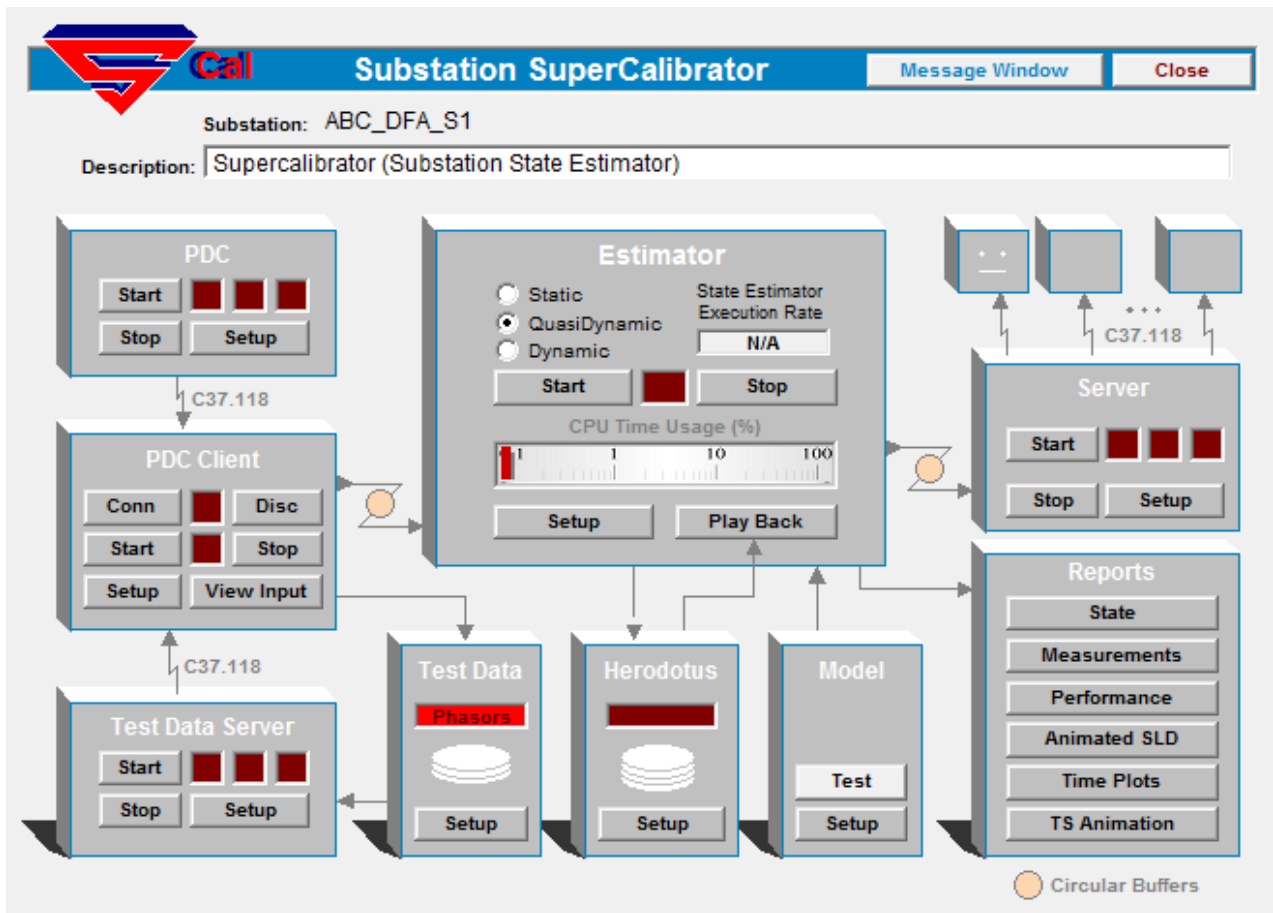 Cal
Substation SuperCalibrator
Message Window
Close
Substation: ABC_DFA_S1
Description: Supercalibrator (Substation State Estimator)
PDC
Start
Stop
Setup
C37.118
PDC Client
Conn
Disc
Start
Stop
Setup
View Input
C37.118
Test Data Server
Start
Stop
Setup
Estimator
Static
QuasiDynamic
Dynamic
State Estimator
Execution Rate
N/A
Start
Stop
CPU Time Usage (%)
.1 1 10 100
Setup
Play Back
Test Data
Phasors
Setup
Herodotus
Setup
Model
Test
Setup
C37.118
Server
Start
Stop
Setup
Reports
State
Measurements
Performance
Animated SLD
Time Plots
TS Animation
Circular Buffers